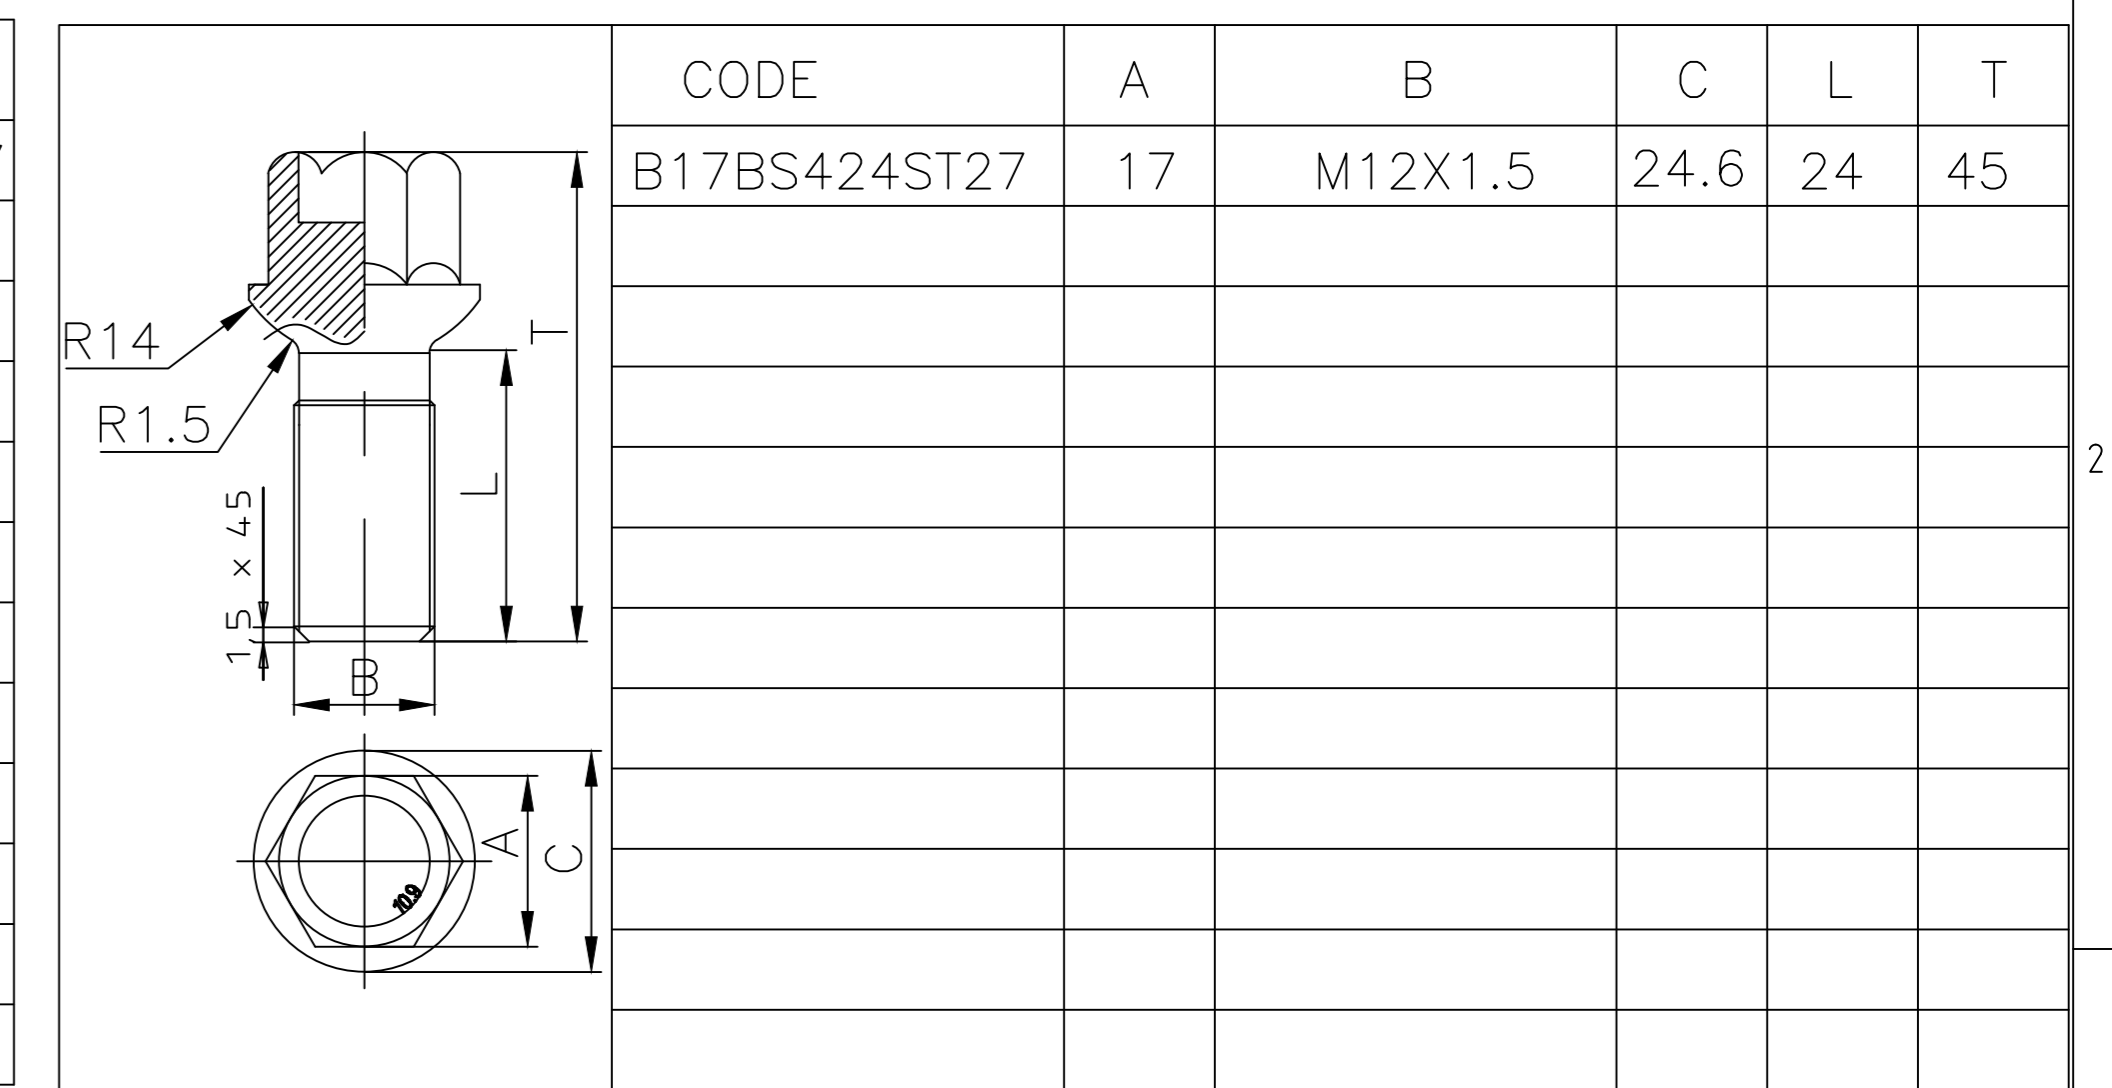 CODE A B C L T
B17BS424ST27 17 M12X1.5 24.6 24 45
R14
R1.5
T
L
1,5 x 45
B
A
C
10.9
2